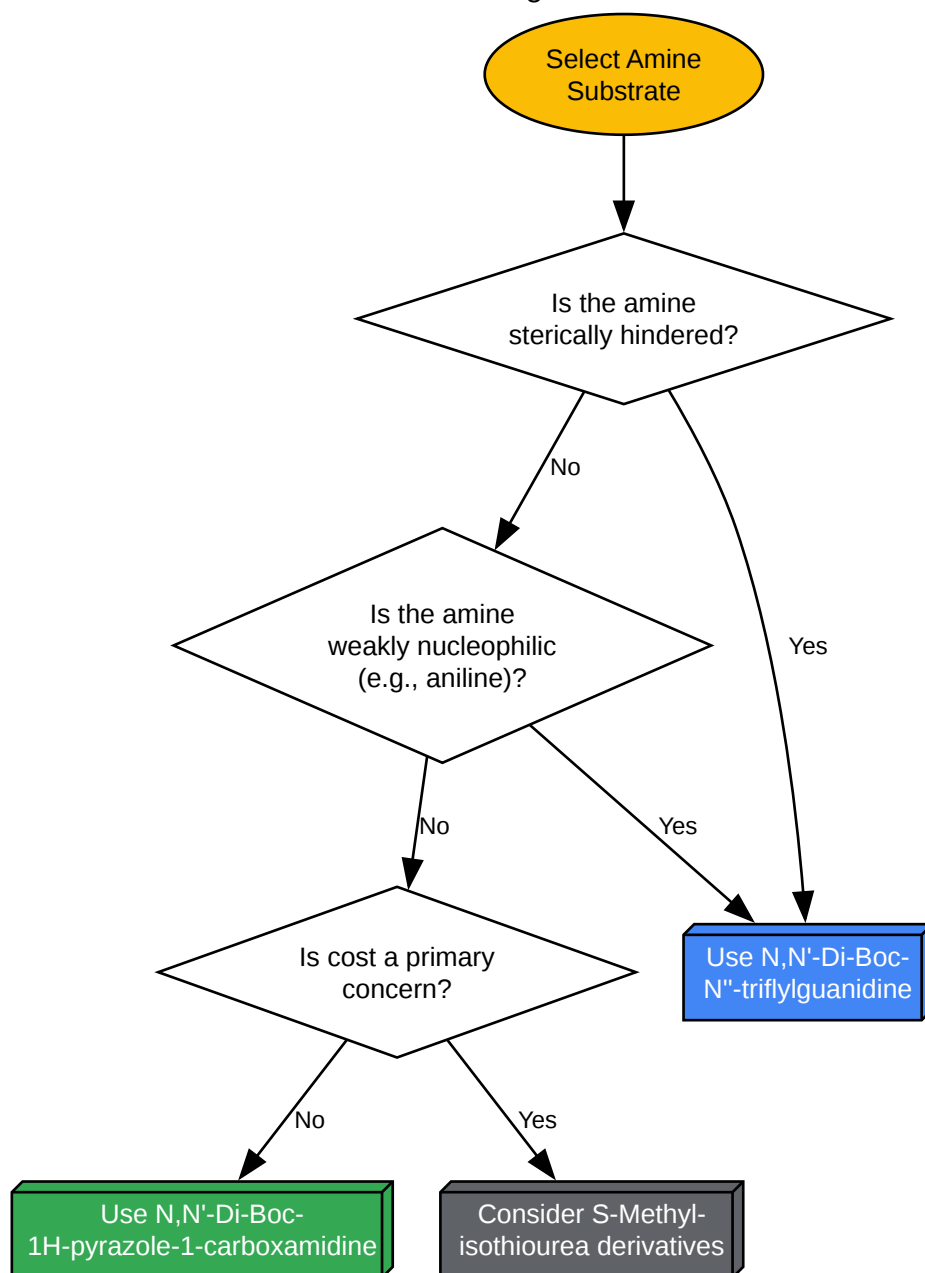 Select Amine
Substrate
Is the amine
sterically hindered?
No
Yes
Is the amine
weakly nucleophilic
(e.g., aniline)?
No
Yes
Is cost a primary
concern?
Use N,N'-Di-Boc-
N''-triflylguanidine
No
Yes
Use N,N'-Di-Boc-
1H-pyrazole-1-carboxamidine
Consider S-Methyl-
isothiourea derivatives